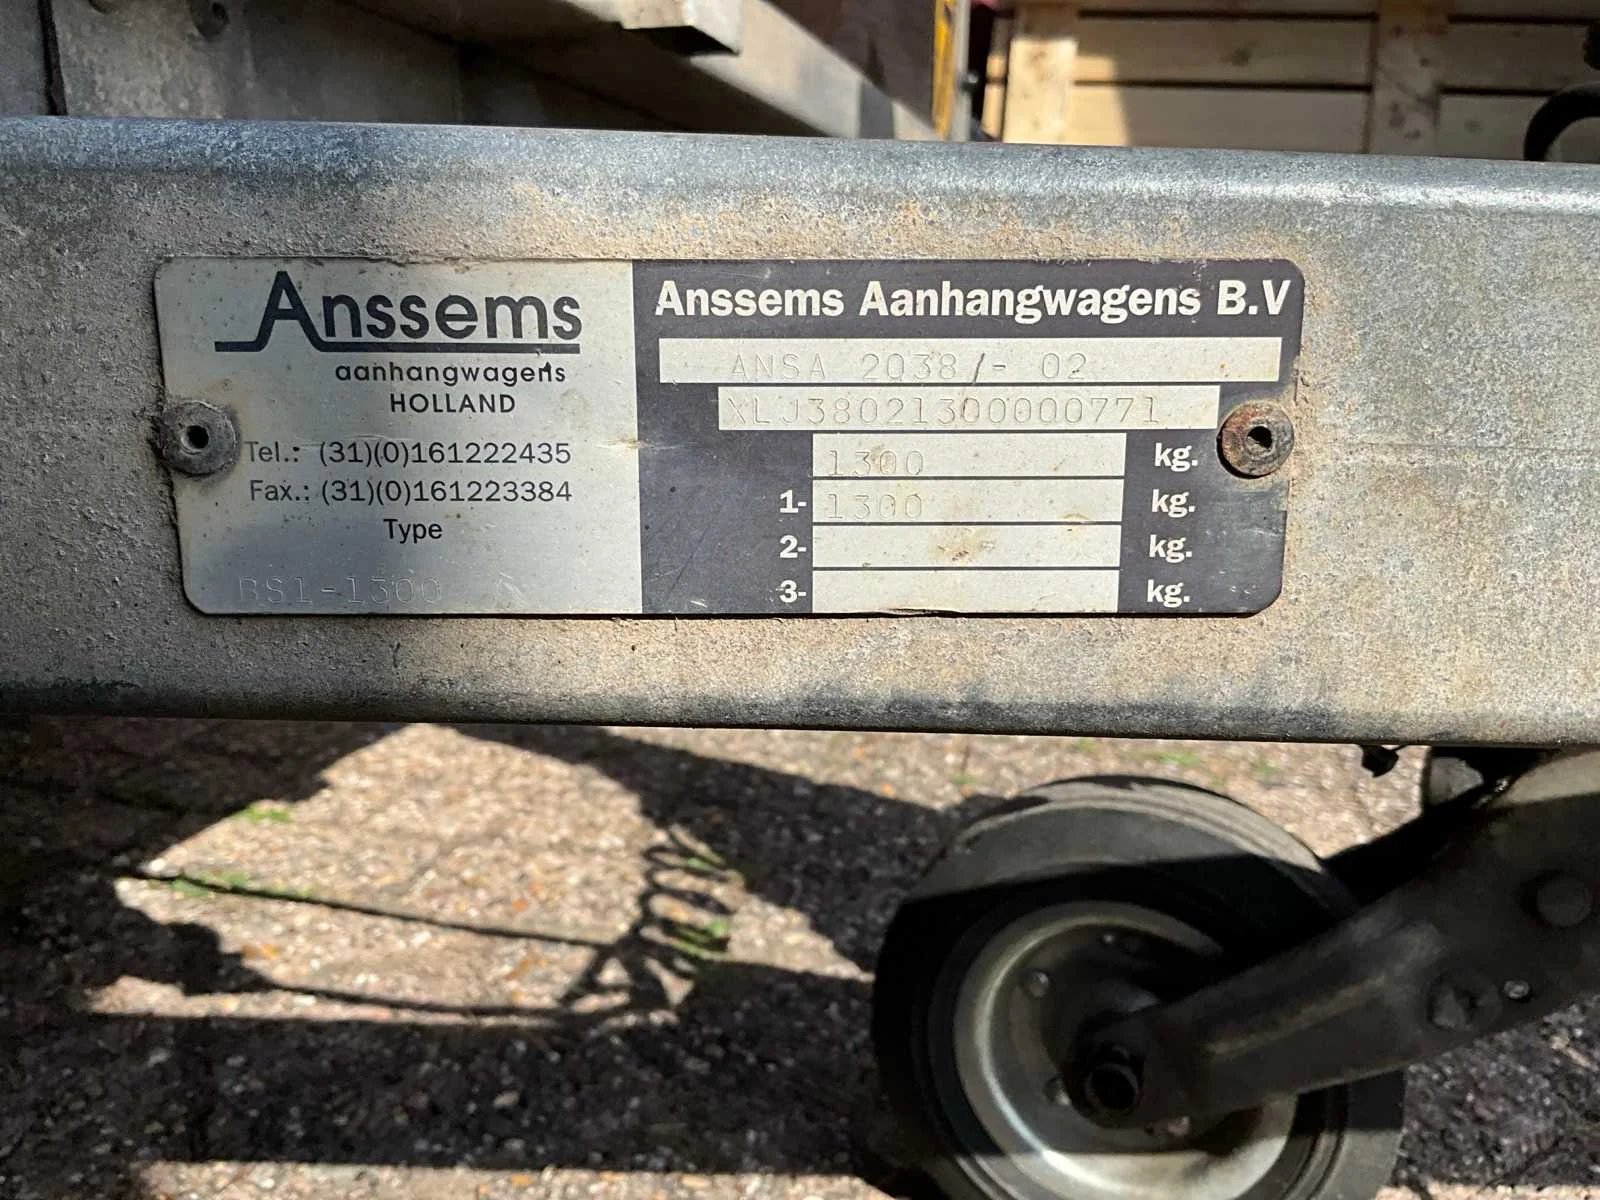 Anssems
aanhangwagens
HOLLAND
Tel.: (31)(0)161222435
Fax.: (31)(0)161223384
Type
BS1-1300
Anssems Aanhangwagens B.V
ANSA 2038/- 02
XLJ38021300000771
1300 kg.
1- 1300 kg.
2- kg.
3- kg.